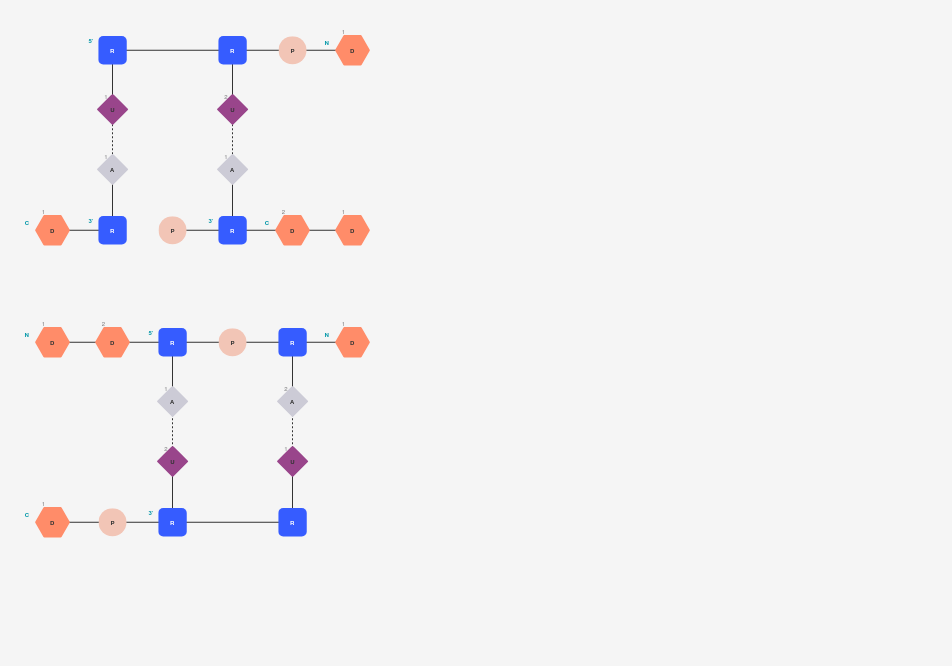 1
5' R R P N D
1 U 2 U
1 A 1 A
1 2 1
C D 3' R P 3' R C D D
1 2 1
N D D 5' R P R N D
1 A 2 A
2 U 1 U
1
C D P 3' R R